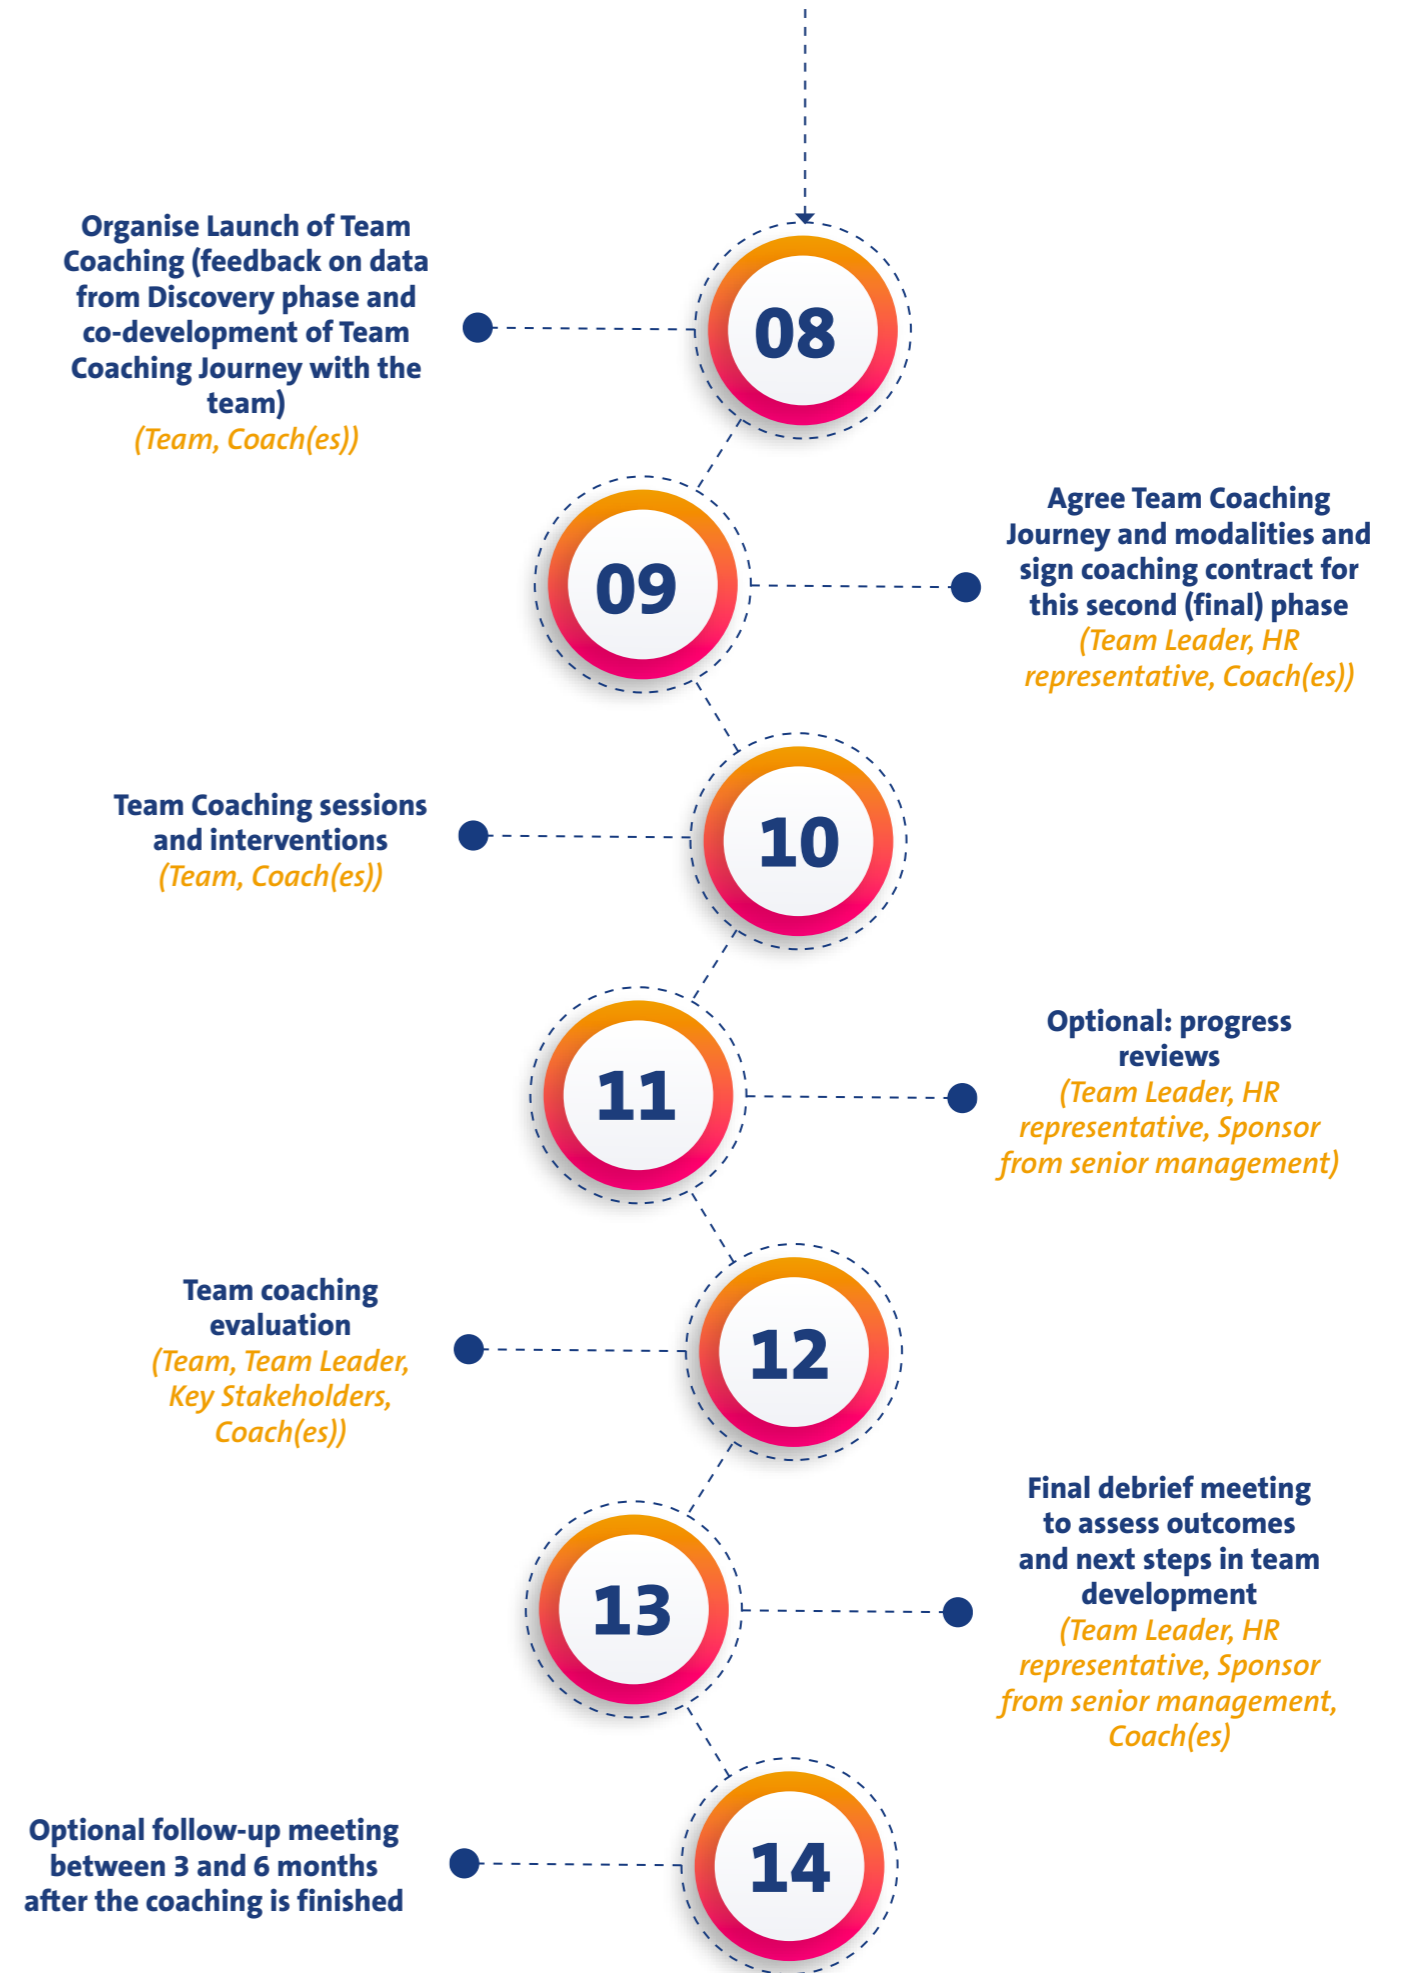 Organise Launch of Team
Coaching (feedback on data
from Discovery phase and
co-development of Team
Coaching Journey with the
team)
(Team, Coach(es))
08
09
Agree Team Coaching
Journey and modalities and
sign coaching contract for
this second (final) phase
(Team Leader, HR
representative, Coach(es))
Team Coaching sessions
and interventions
(Team, Coach(es))
10
11
Optional: progress
reviews
(Team Leader, HR
representative, Sponsor
from senior management)
Team coaching
evaluation
(Team, Team Leader,
Key Stakeholders,
Coach(es))
12
13
Final debrief meeting
to assess outcomes
and next steps in team
development
(Team Leader, HR
representative, Sponsor
from senior management,
Coach(es)
Optional follow-up meeting
between 3 and 6 months
after the coaching is finished
14